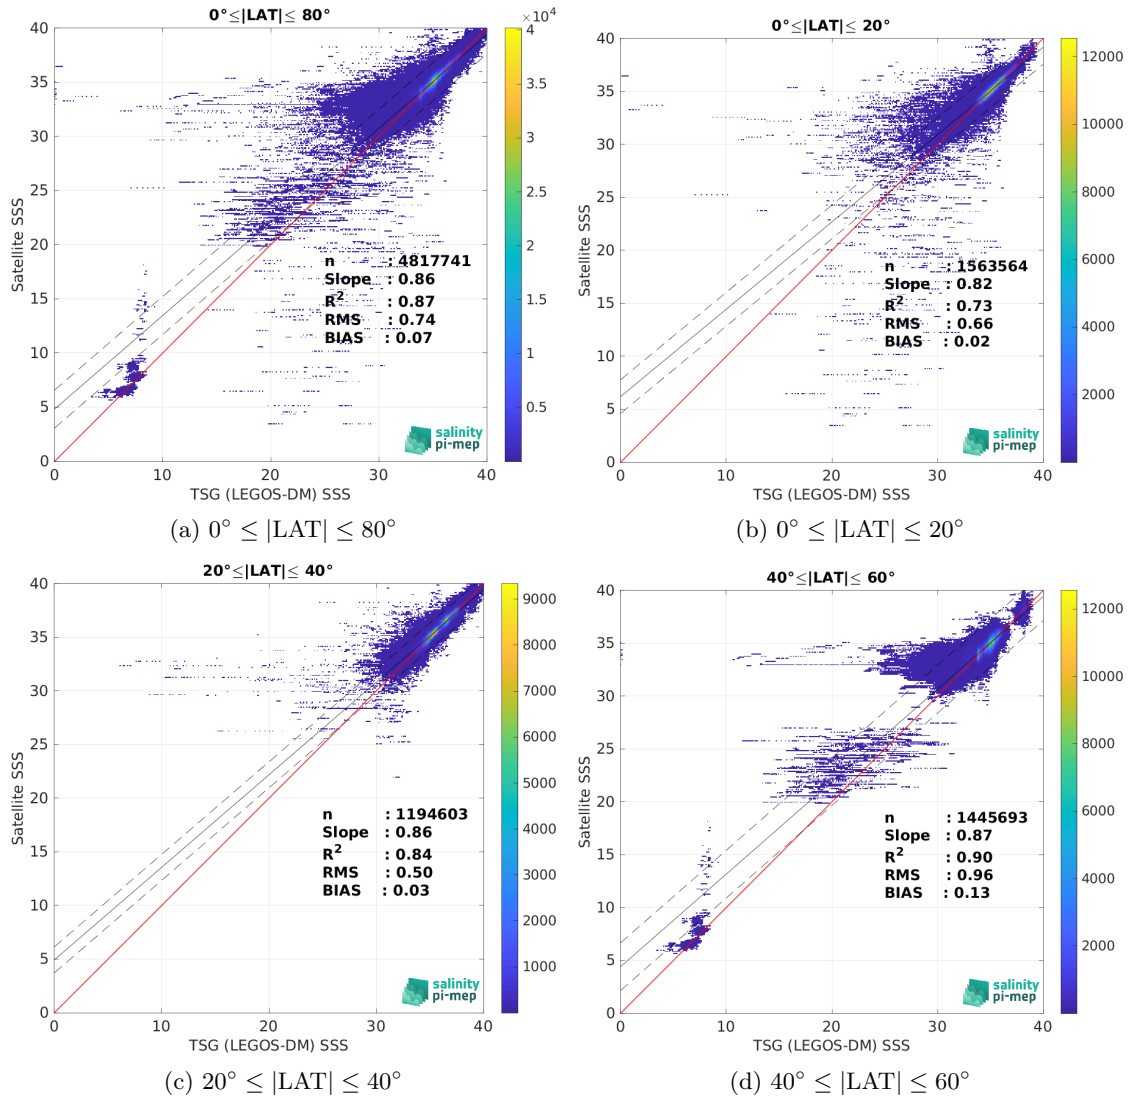 0°≤|LAT|≤ 80°
×10⁴
Satellite SSS
40
35
30
25
20
15
10
5
0
n : 4817741
Slope : 0.86
R² : 0.87
RMS : 0.74
BIAS : 0.07
salinity
pi-mep
0 10 20 30 40
TSG (LEGOS-DM) SSS
4
3.5
3
2.5
2
1.5
1
0.5
(a) 0° ≤ |LAT| ≤ 80°
0°≤|LAT|≤ 20°
Satellite SSS
40
35
30
25
20
15
10
5
0
n : 1563564
Slope : 0.82
R² : 0.73
RMS : 0.66
BIAS : 0.02
salinity
pi-mep
0 10 20 30 40
TSG (LEGOS-DM) SSS
12000
10000
8000
6000
4000
2000
(b) 0° ≤ |LAT| ≤ 20°
20°≤|LAT|≤ 40°
Satellite SSS
40
35
30
25
20
15
10
5
0
n : 1194603
Slope : 0.86
R² : 0.84
RMS : 0.50
BIAS : 0.03
salinity
pi-mep
0 10 20 30 40
TSG (LEGOS-DM) SSS
9000
8000
7000
6000
5000
4000
3000
2000
1000
(c) 20° ≤ |LAT| ≤ 40°
40°≤|LAT|≤ 60°
Satellite SSS
40
35
30
25
20
15
10
5
0
n : 1445693
Slope : 0.87
R² : 0.90
RMS : 0.96
BIAS : 0.13
salinity
pi-mep
0 10 20 30 40
TSG (LEGOS-DM) SSS
12000
10000
8000
6000
4000
2000
(d) 40° ≤ |LAT| ≤ 60°